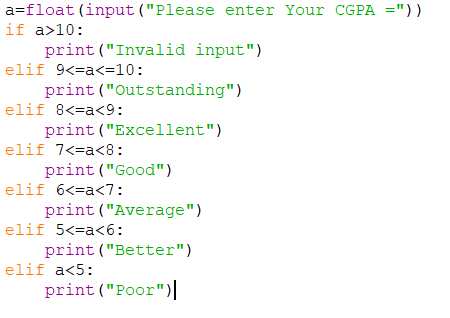 a=float(input("Please enter Your CGPA ="))
if a>10:
    print("Invalid input")
elif 9<=a<=10:
    print("Outstanding")
elif 8<=a<9:
    print("Excellent")
elif 7<=a<8:
    print("Good")
elif 6<=a<7:
    print("Average")
elif 5<=a<6:
    print("Better")
elif a<5:
    print("Poor")